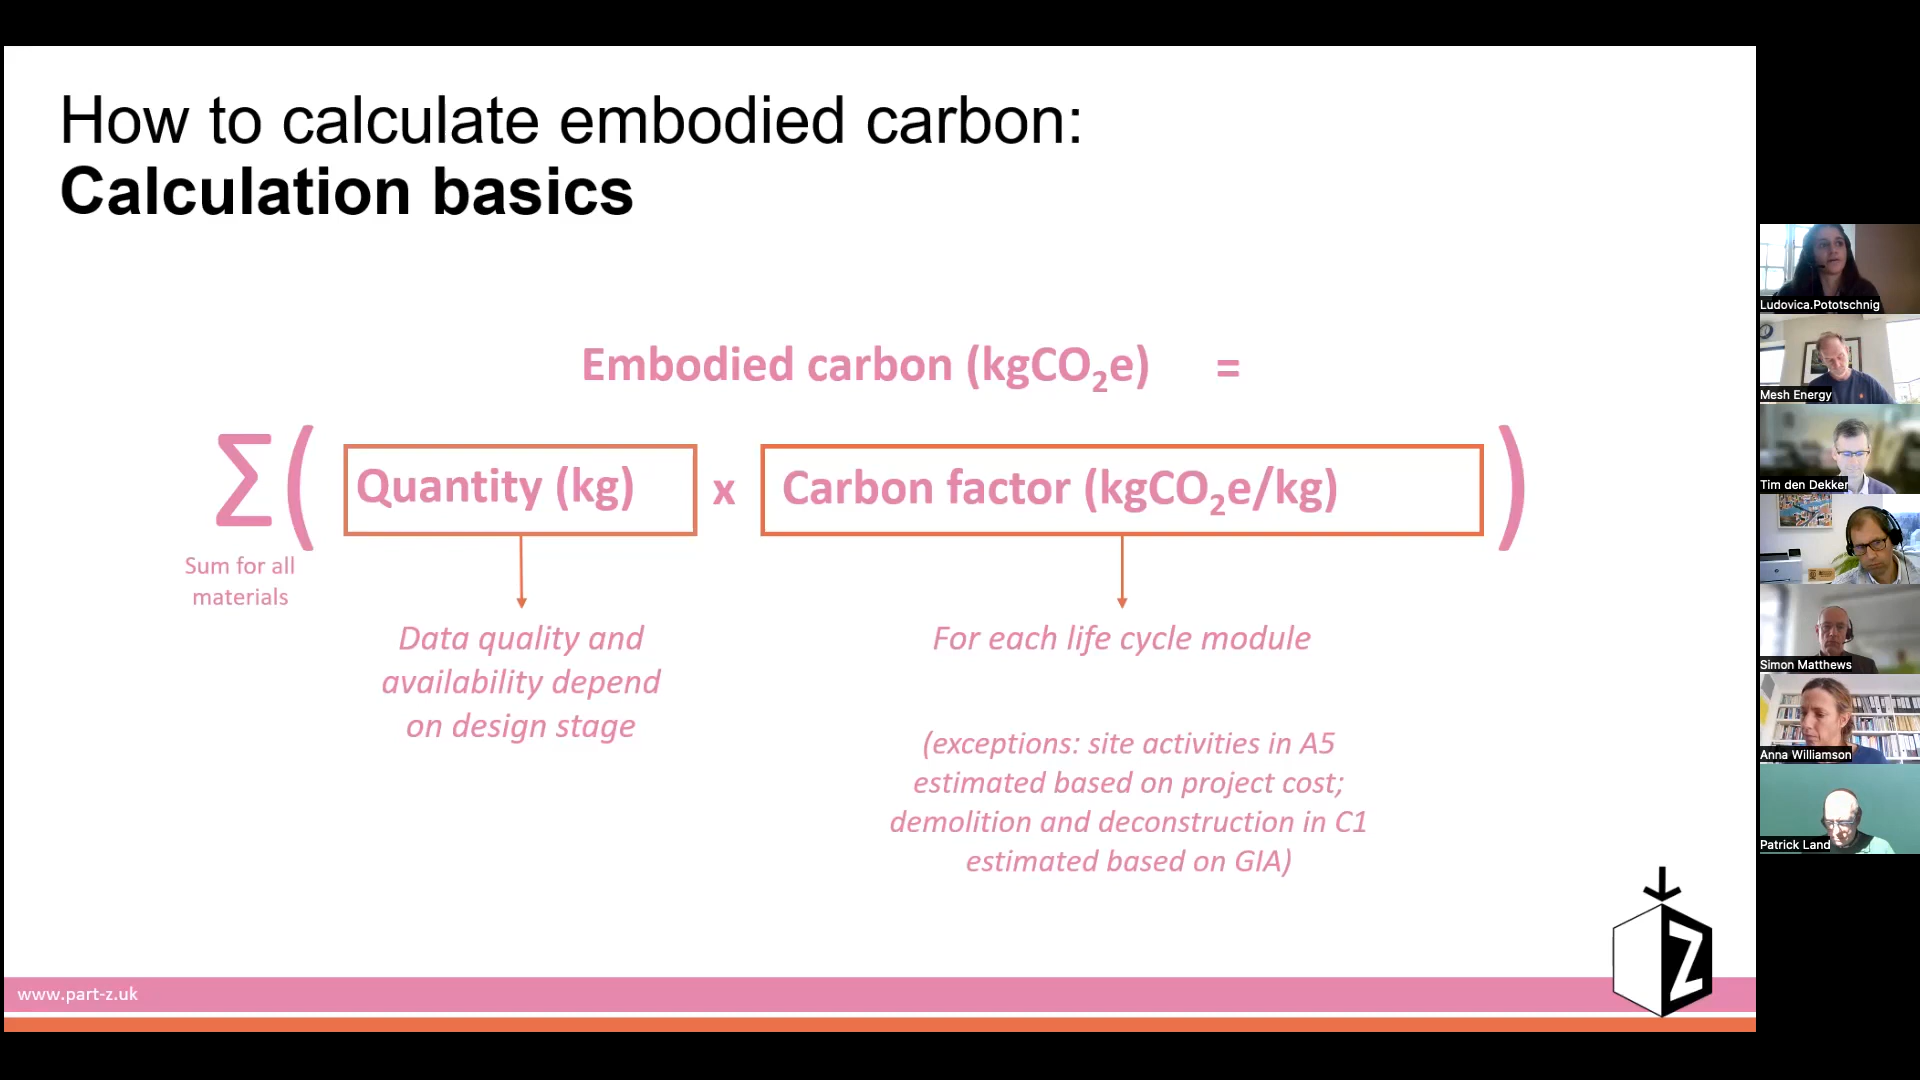 How to calculate embodied carbon:
Calculation basics
Embodied carbon (kgCO₂e) =
Σ( Quantity (kg) x Carbon factor (kgCO₂e/kg) )
Sum for all
materials
Data quality and
availability depend
on design stage
For each life cycle module
(exceptions: site activities in A5
estimated based on project cost;
demolition and deconstruction in C1
estimated based on GIA)
www.part-z.uk
Z
Ludovica.Pototschnig
Mesh Energy
Tim den Dekker
Simon Matthews
Anna Williamson
Patrick Land